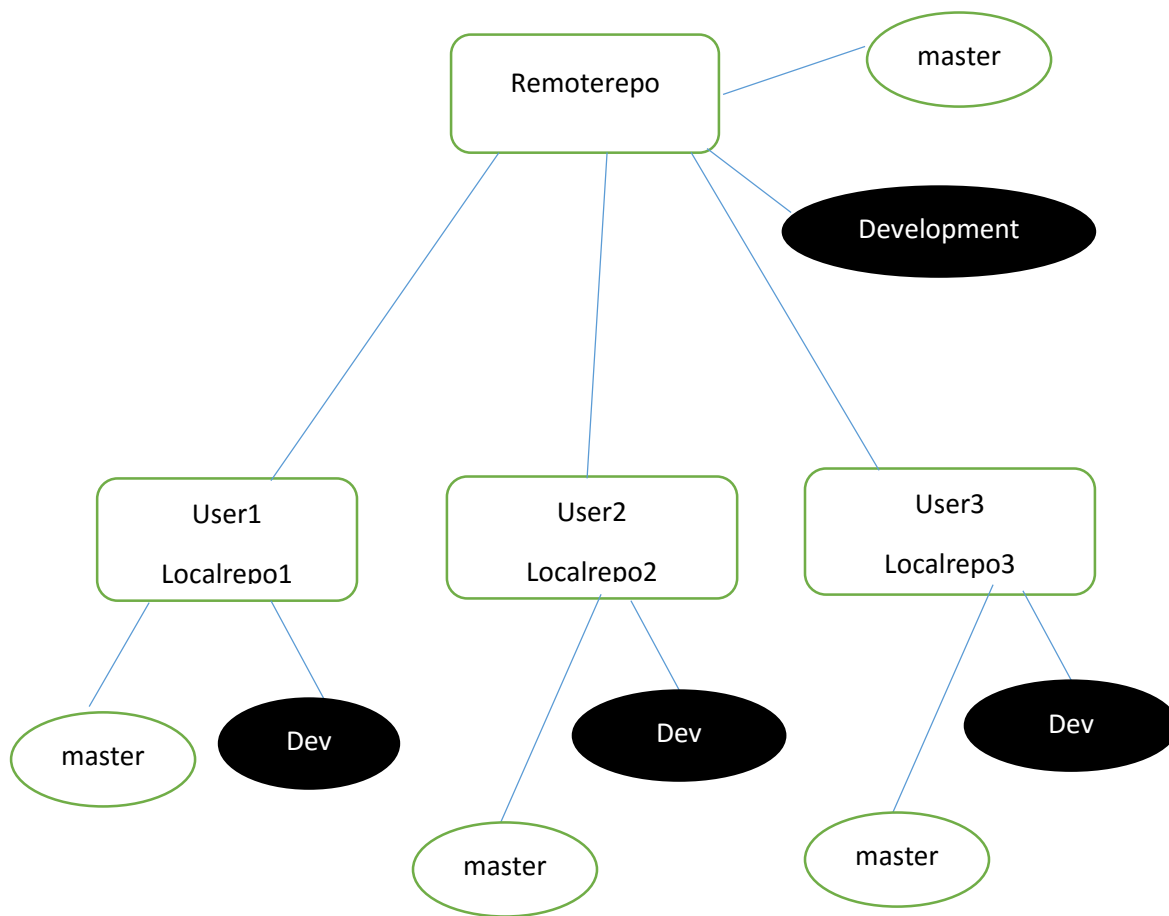 master
Remoterepo
Development
User1
Localrepo1
User2
Localrepo2
User3
Localrepo3
master
Dev
master
Dev
master
Dev